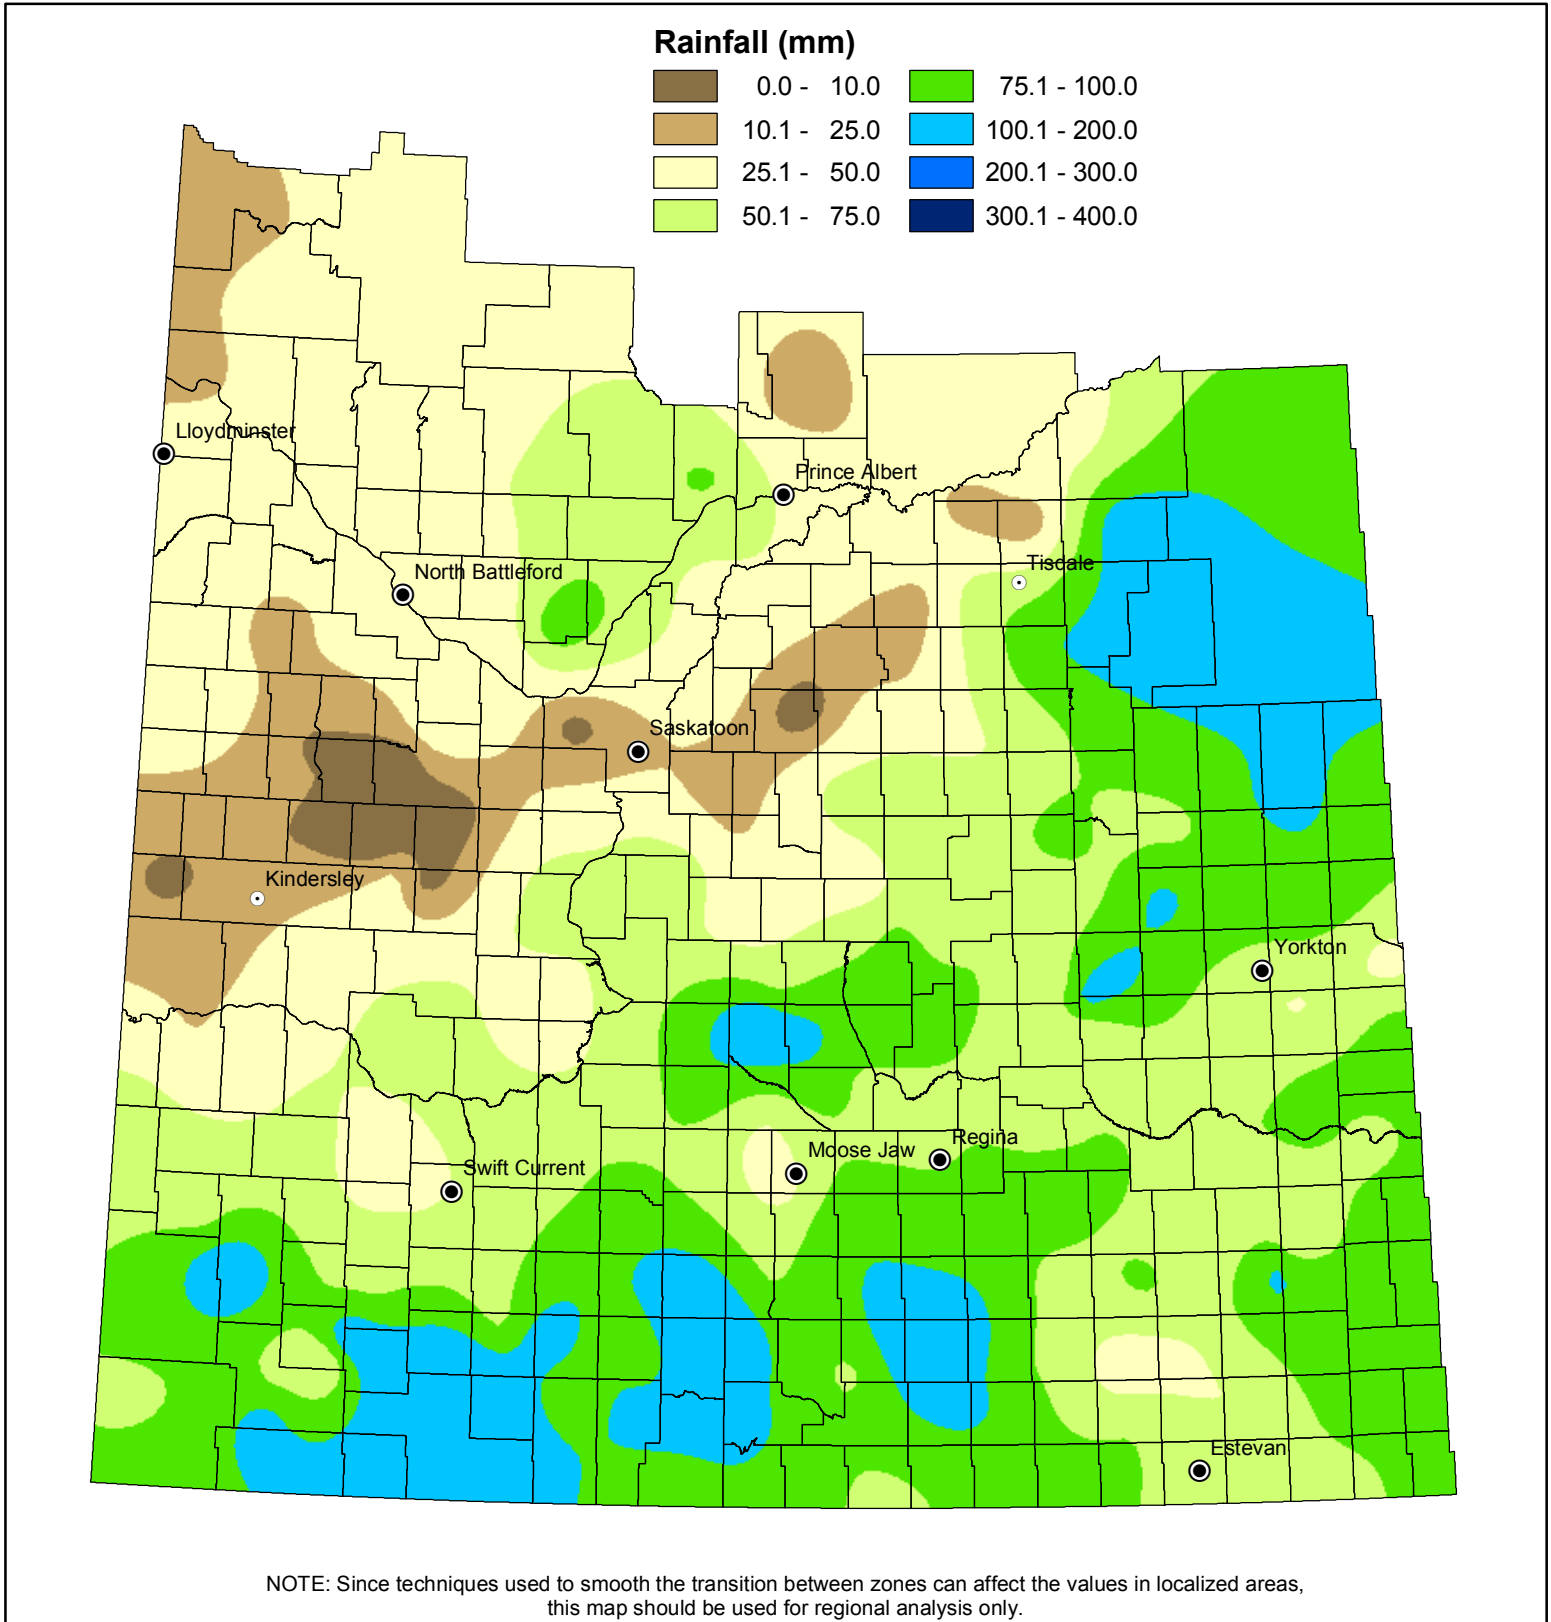 Rainfall (mm)
0.0 - 10.0
10.1 - 25.0
25.1 - 50.0
50.1 - 75.0
75.1 - 100.0
100.1 - 200.0
200.1 - 300.0
300.1 - 400.0
Lloydminster
Prince Albert
North Battleford
Tisdale
Saskatoon
Kindersley
Yorkton
Regina
Moose Jaw
Swift Current
Estevan
NOTE: Since techniques used to smooth the transition between zones can affect the values in localized areas,
this map should be used for regional analysis only.